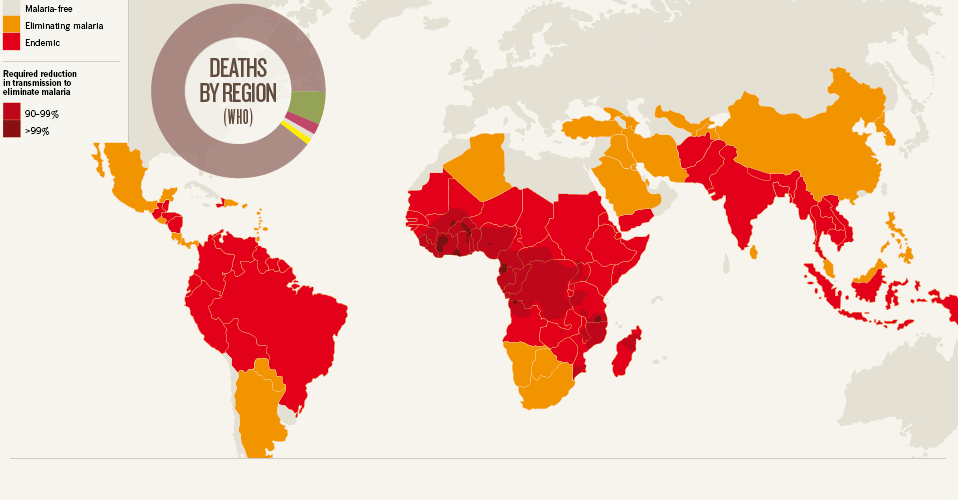 Malaria-free
Eliminating malaria
Endemic
Required reduction
in transmission to
eliminate malaria
90-99%
>99%
DEATHS
BY REGION
(WHO)